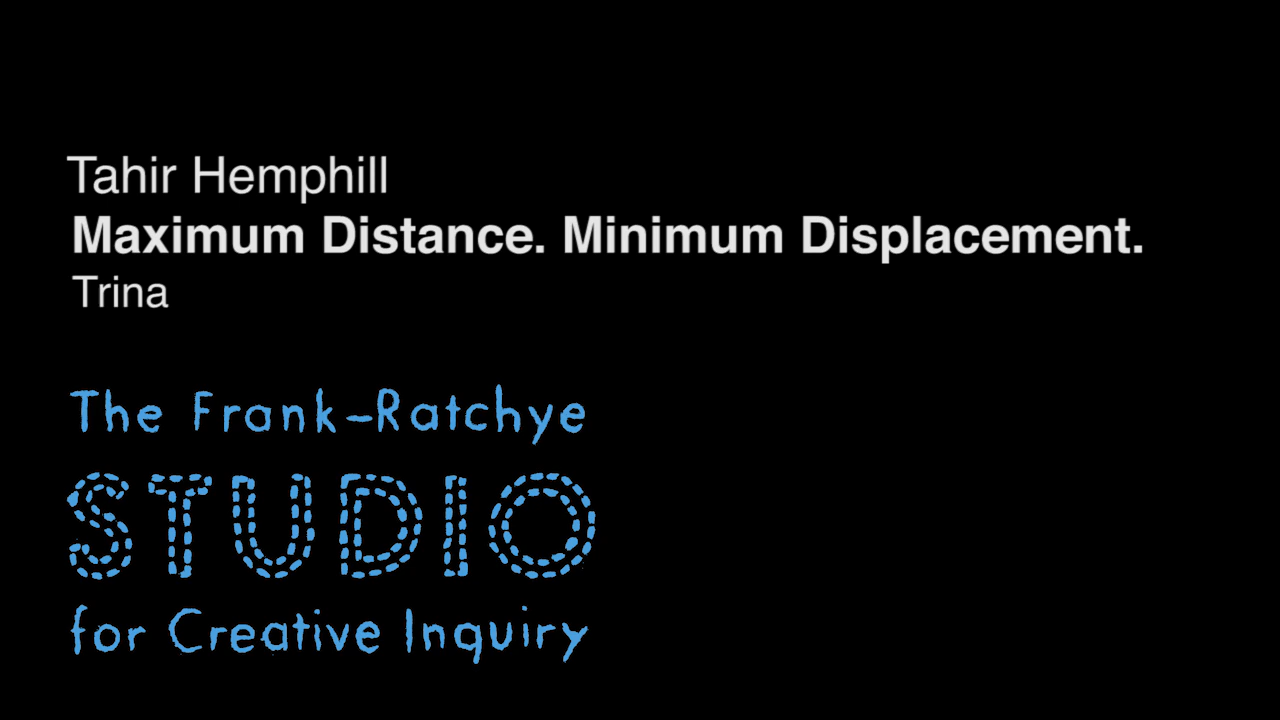 Tahir Hemphill
Maximum Distance. Minimum Displacement.
Trina
The Frank-Ratchye
STUDIO
for Creative Inquiry